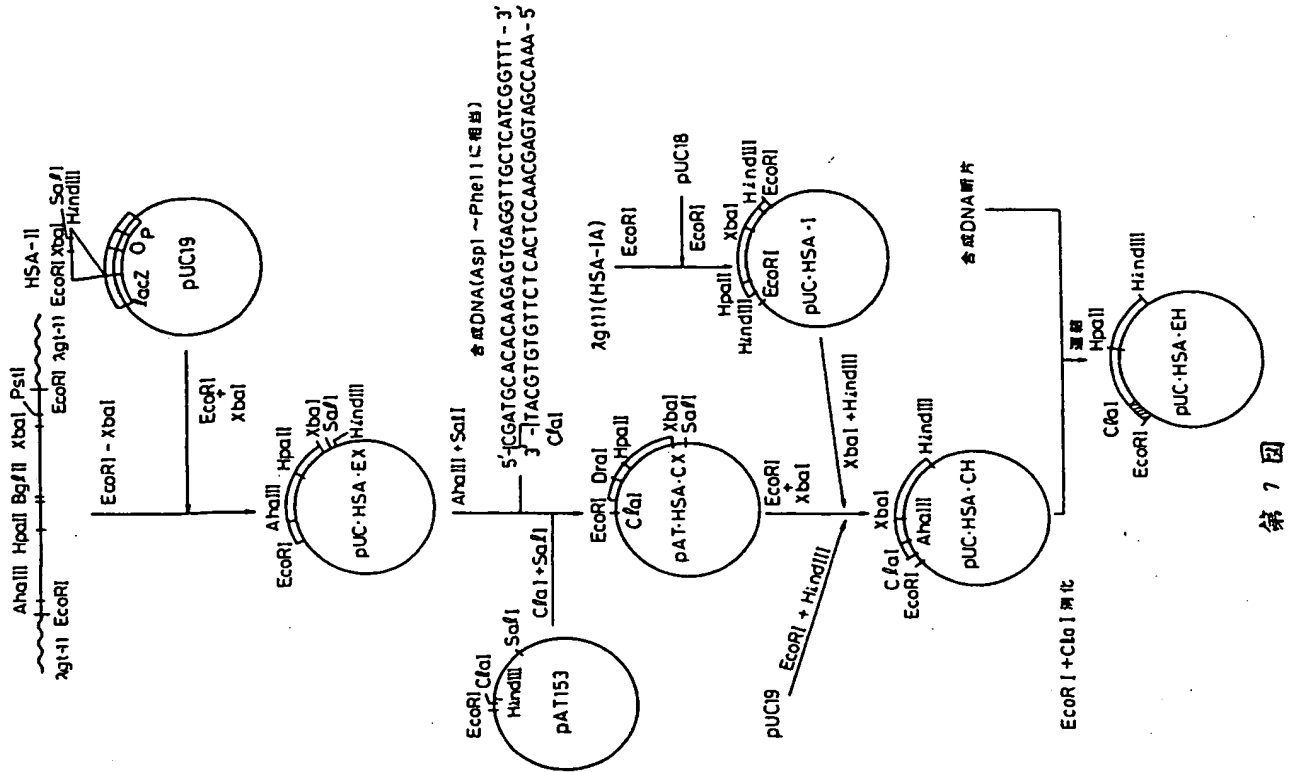 HSA-II
λgt-11 AhaIII HpaII BglII XbaI PstI λgt-11
EcoRI EcoRI
EcoRI XbaI SalI
HindIII
lacZ O P
pUC19
EcoRI-XbaI
EcoRI
+
XbaI
EcoRI AhaIII HpaII
XbaI
SalI
HindIII
pUC·HSA·EX
AhaIII+SalI
合成DNA(Asp1~Phe11に相当)
5'-CGATGCACACAAGAGTGAGGTTGCTCATCGGTTT-3'
3'-TACGTGTGTTCTCACTCCAACGAGTAGCCAAA-5'
ClaI
EcoRI ClaI
HindIII
SalI
pAT153
ClaI+SalI
EcoRI DraI HpaII
ClaI
XbaI
SalI
pAT·HSA·CX
λgt11(HSA-IA)
EcoRI
pUC18
EcoRI
HpaII XbaI HindIII
HindIII EcoRI EcoRI
pUC·HSA·I
EcoRI
+
XbaI
XbaI+HindIII
pUC19
EcoRI+HindIII
ClaI XbaI
EcoRI AhaIII HindIII
pUC·HSA·CH
EcoRI+ClaI消化
合成DNA断片
連結
ClaI HpaII
EcoRI HindIII
pUC·HSA·EH
第7図